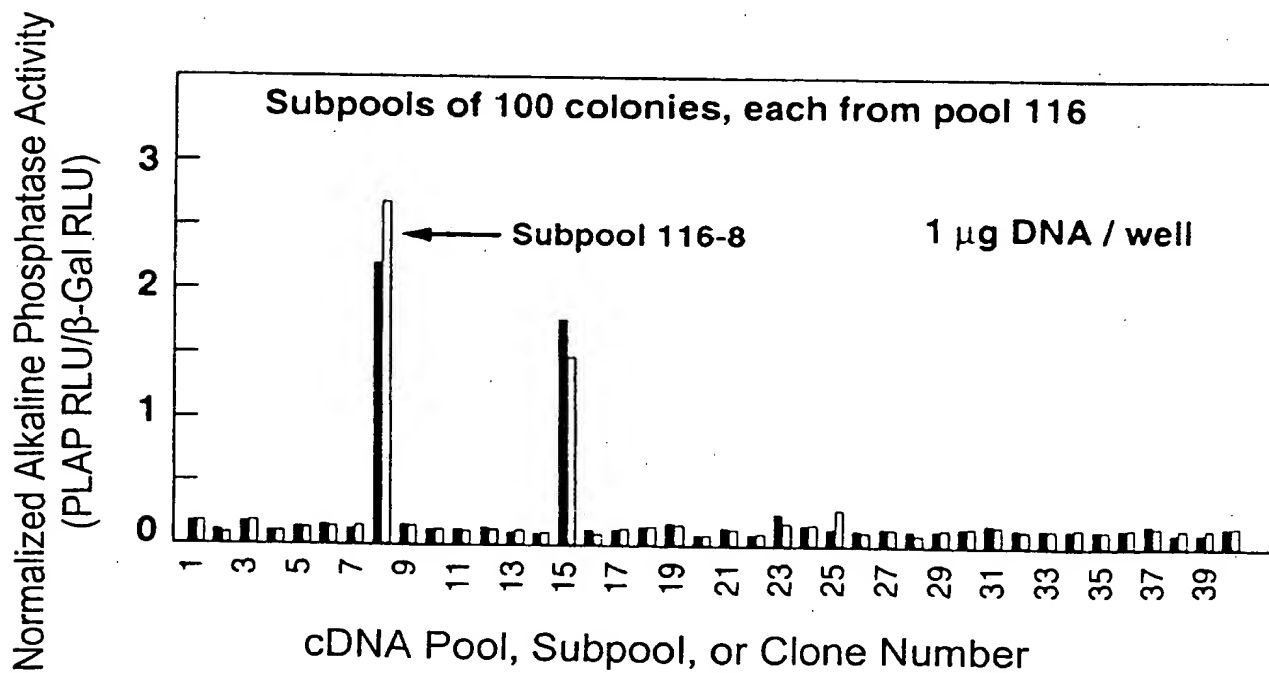 Normalized Alkaline Phosphatase Activity
(PLAP RLU/β-Gal RLU)
Subpools of 100 colonies, each from pool 116
3
2
1
0
Subpool 116-8
1 μg DNA / well
1 3 5 7 9 11 13 15 17 19 21 23 25 27 29 31 33 35 37 39
cDNA Pool, Subpool, or Clone Number